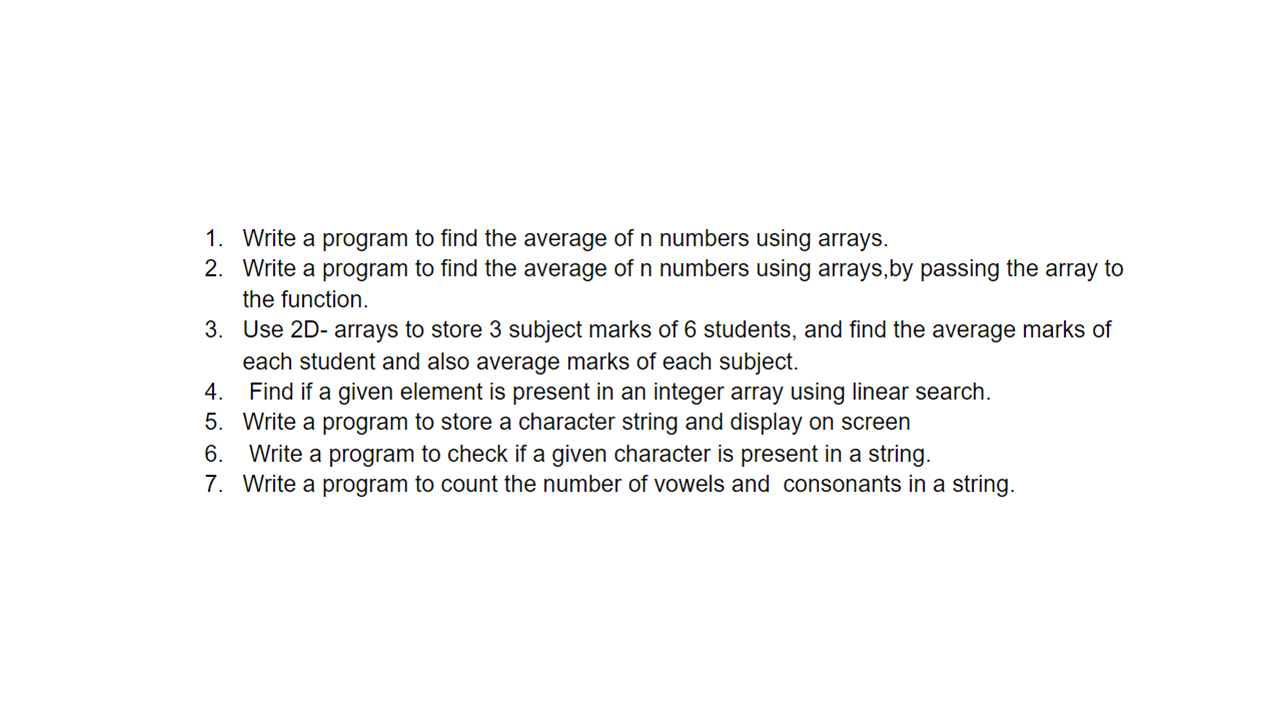 1. Write a program to find the average of n numbers using arrays.
2. Write a program to find the average of n numbers using arrays,by passing the array to
the function.
3. Use 2D- arrays to store 3 subject marks of 6 students, and find the average marks of
each student and also average marks of each subject.
4. Find if a given element is present in an integer array using linear search.
5. Write a program to store a character string and display on screen
6. Write a program to check if a given character is present in a string.
7. Write a program to count the number of vowels and  consonants in a string.